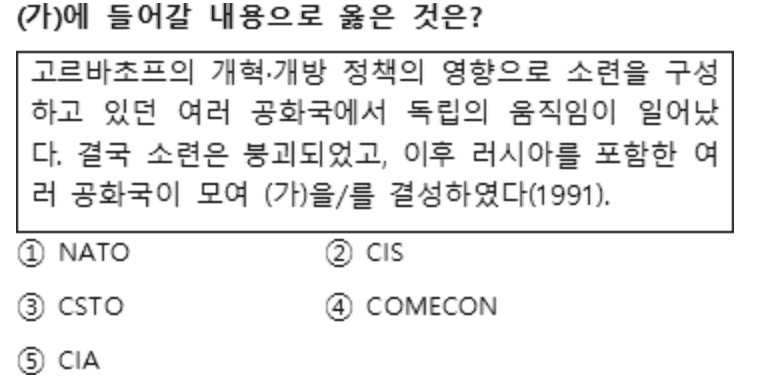 (가)에 들어갈 내용으로 옳은 것은?
고르바초프의 개혁·개방 정책의 영향으로 소련을 구성
하고 있던 여러 공화국에서 독립의 움직임이 일어났
다. 결국 소련은 붕괴되었고, 이후 러시아를 포함한 여
러 공화국이 모여 (가)을/를 결성하였다(1991).
① NATO ② CIS
③ CSTO ④ COMECON
⑤ CIA